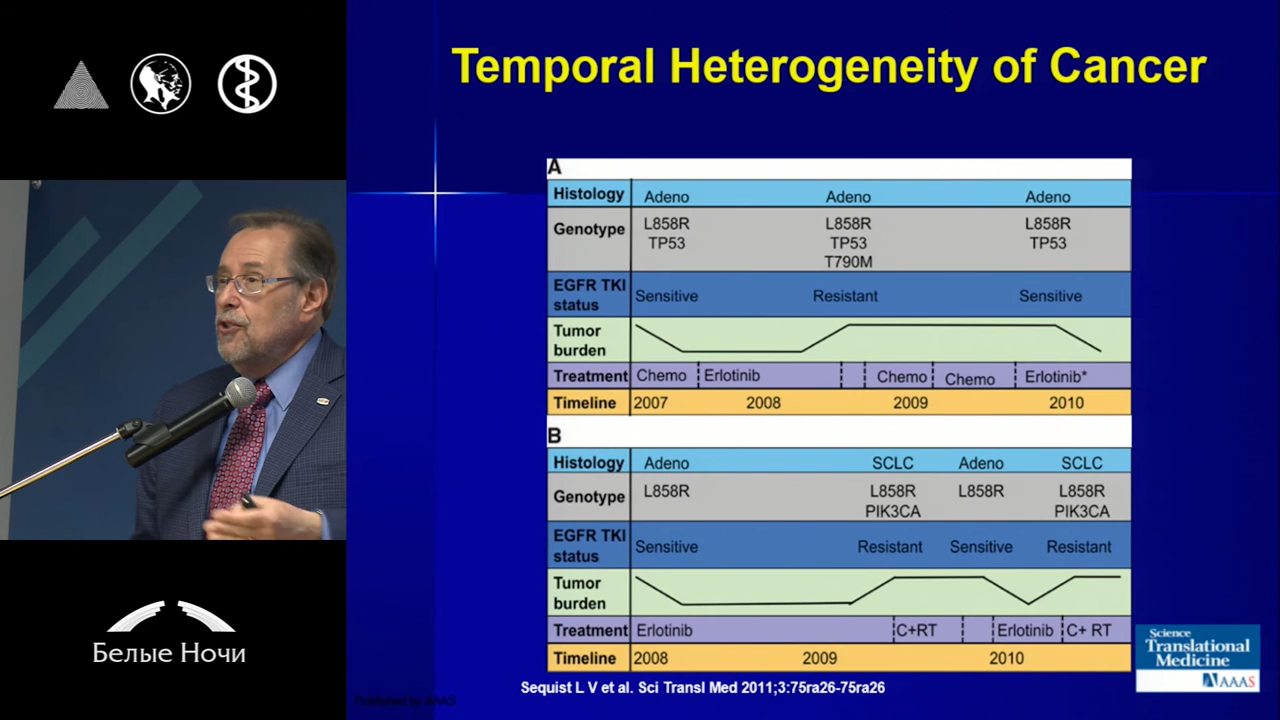 Temporal Heterogeneity of Cancer
A
Histology Adeno Adeno Adeno
Genotype L858R L858R L858R
TP53 TP53 TP53
T790M
EGFR TKI status Sensitive Resistant Sensitive
Tumor burden
Treatment Chemo Erlotinib Chemo Chemo Erlotinib*
Timeline 2007 2008 2009 2010
B
Histology Adeno SCLC Adeno SCLC
Genotype L858R L858R L858R L858R
PIK3CA PIK3CA
EGFR TKI status Sensitive Resistant Sensitive Resistant
Tumor burden
Treatment Erlotinib C+RT Erlotinib C+ RT
Timeline 2008 2009 2010
Sequist L V et al. Sci Transl Med 2011;3:75ra26-75ra26
Published by AAAS
Science
Translational
Medicine
AAAS
Белые Ночи